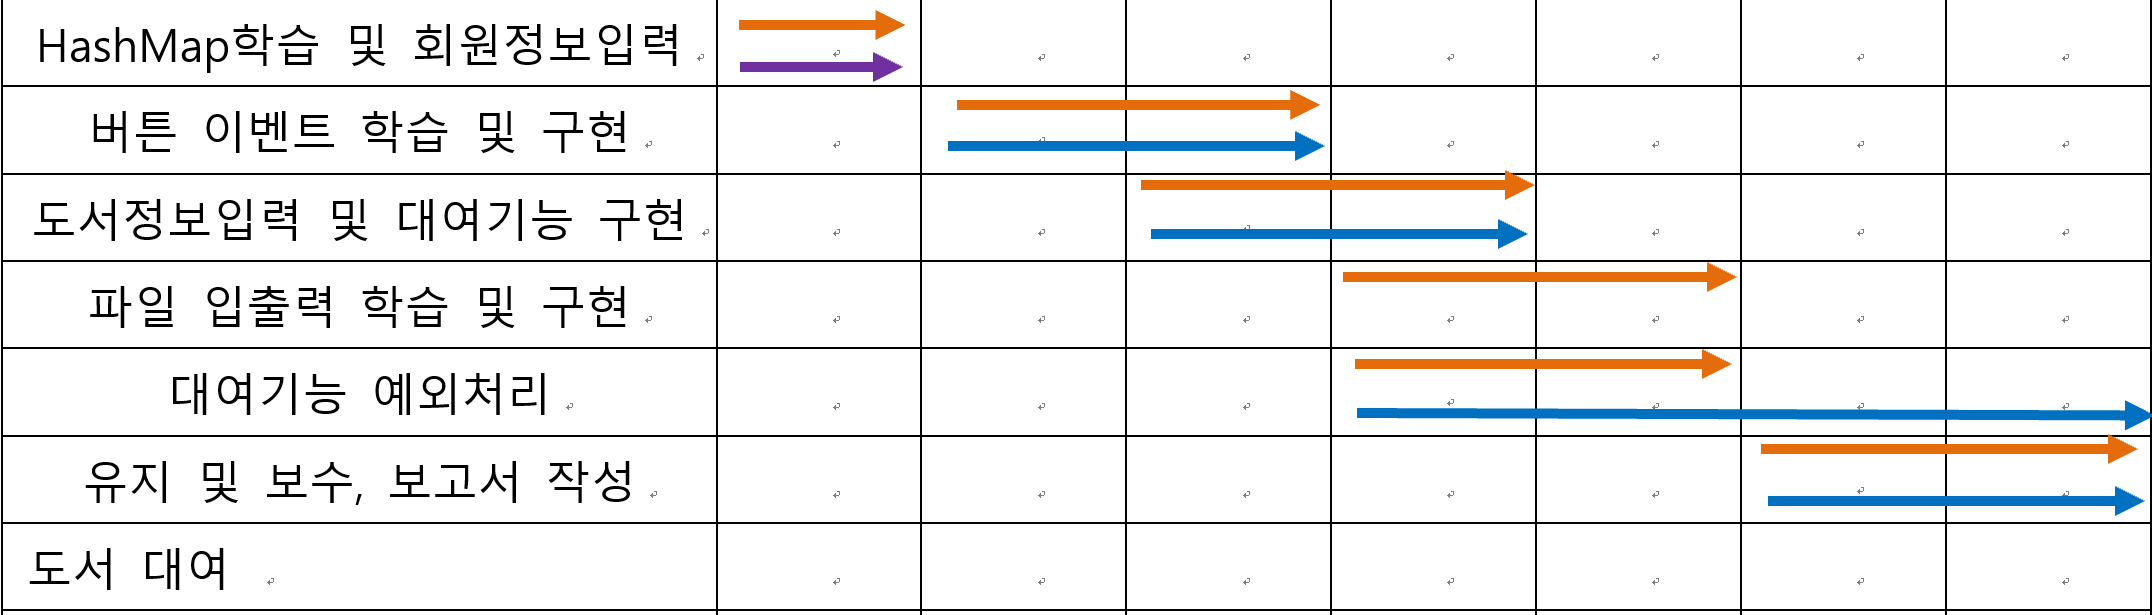 HashMap학습 및 회원정보입력
버튼 이벤트 학습 및 구현
도서정보입력 및 대여기능 구현
파일 입출력 학습 및 구현
대여기능 예외처리
유지 및 보수, 보고서 작성
도서 대여